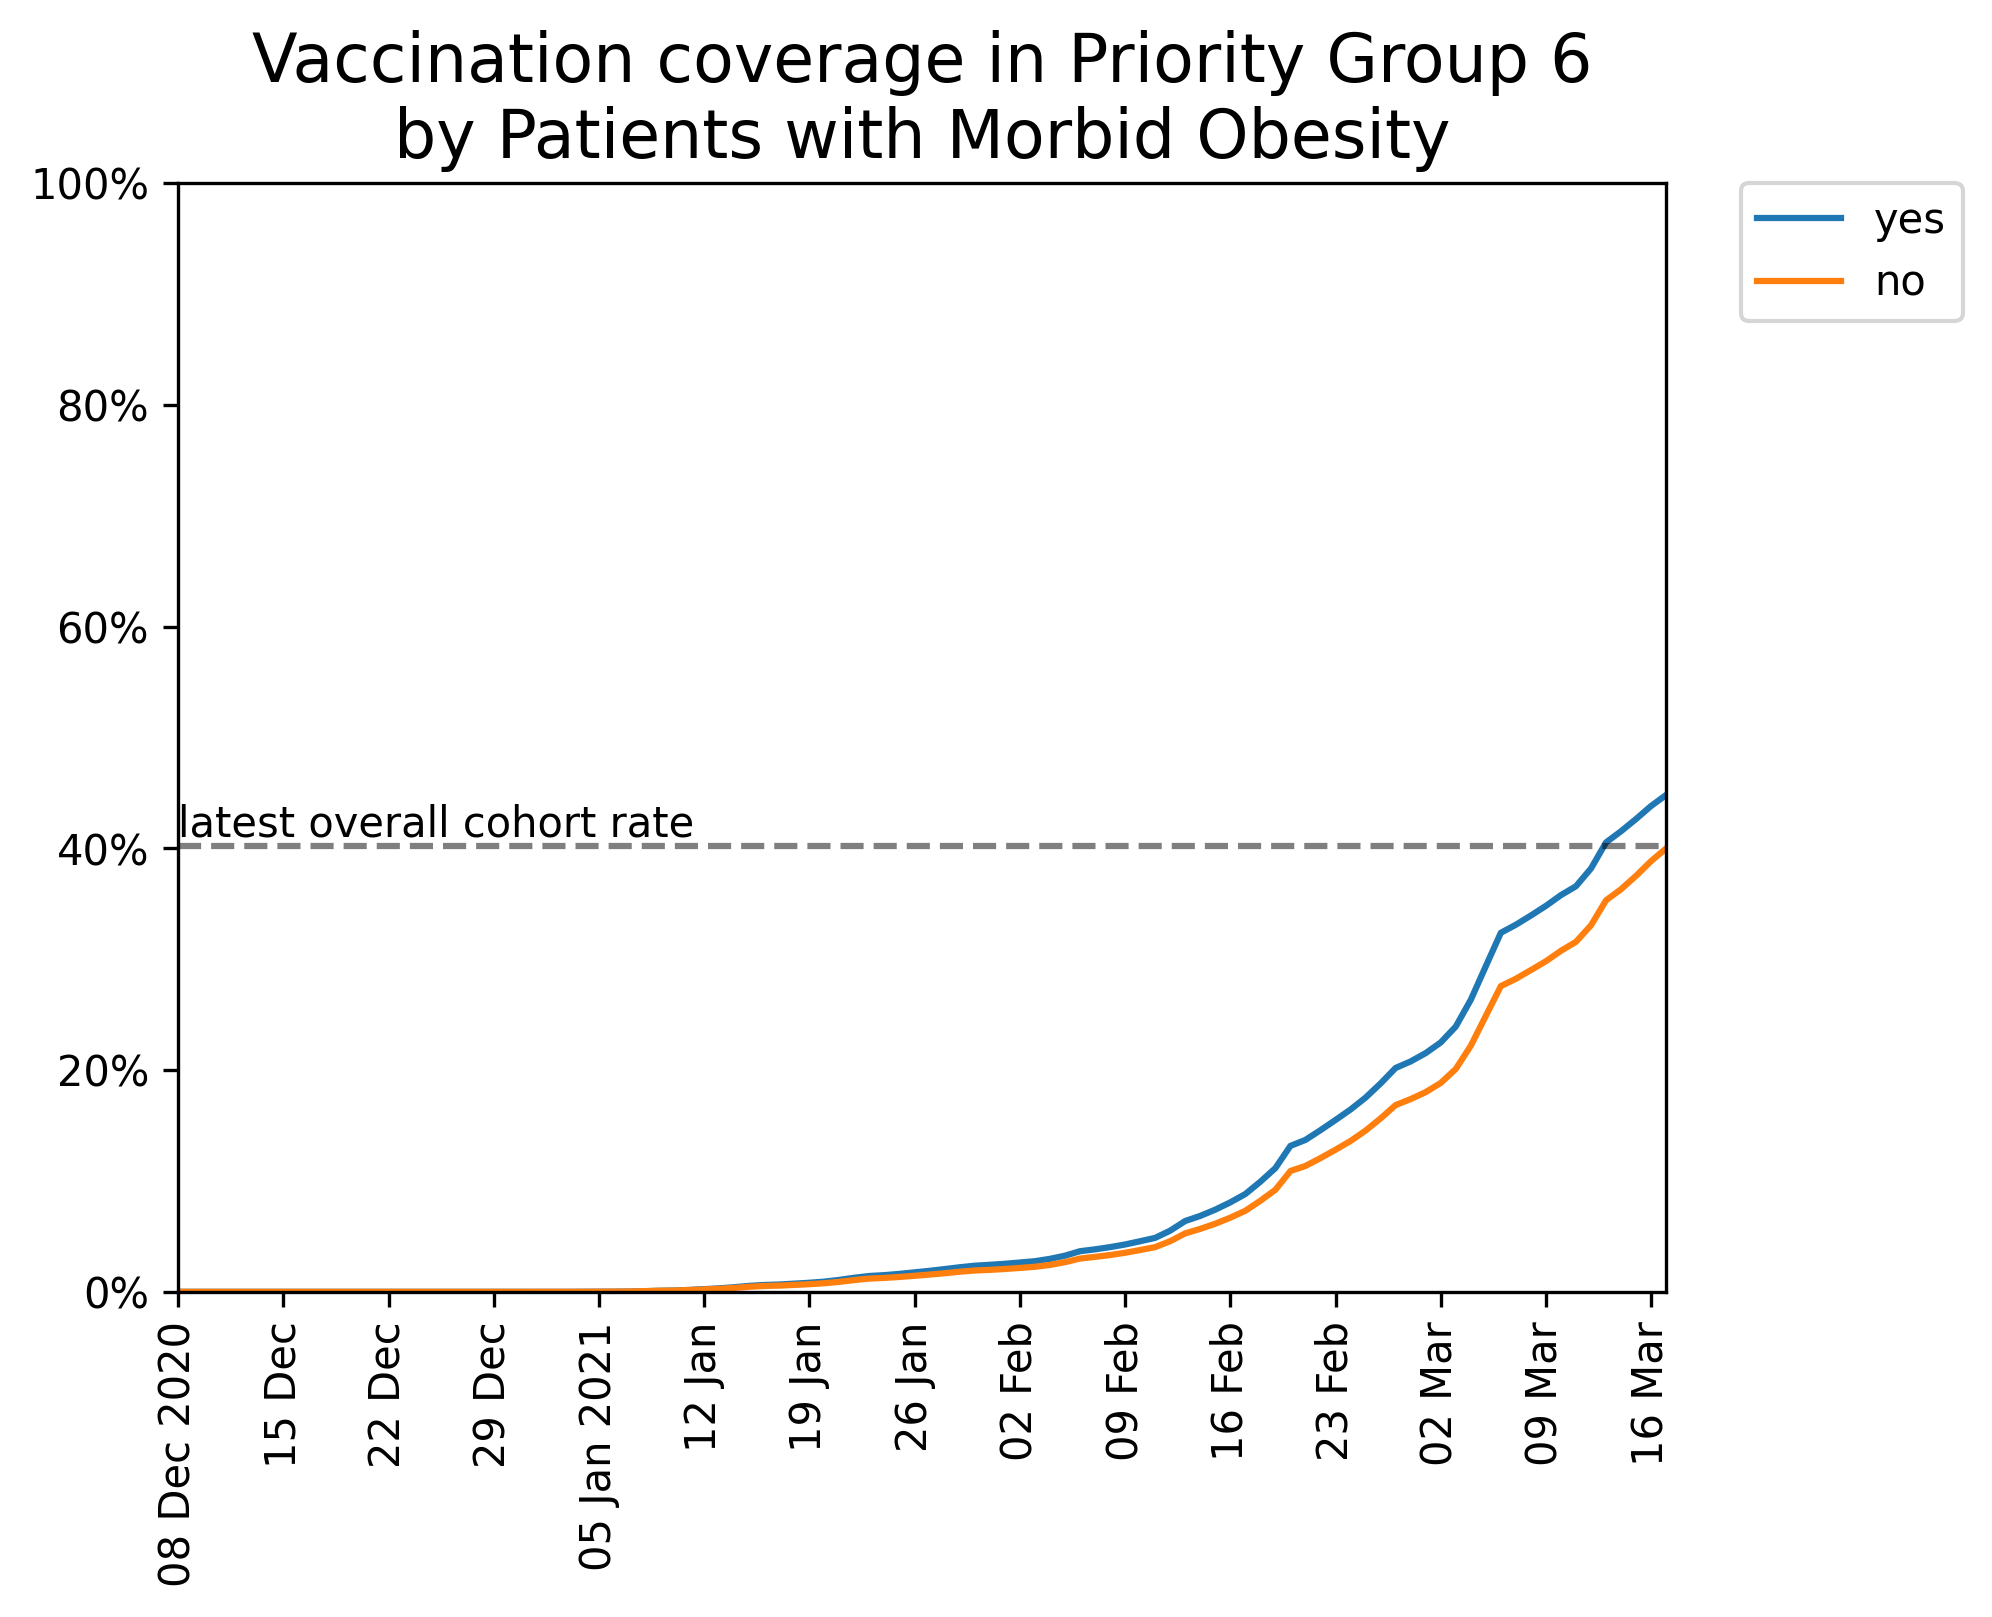 Vaccination coverage in Priority Group 6
by Patients with Morbid Obesity
100%
80%
60%
40%
20%
0%
latest overall cohort rate
yes
no
08 Dec 2020
15 Dec
22 Dec
29 Dec
05 Jan 2021
12 Jan
19 Jan
26 Jan
02 Feb
09 Feb
16 Feb
23 Feb
02 Mar
09 Mar
16 Mar